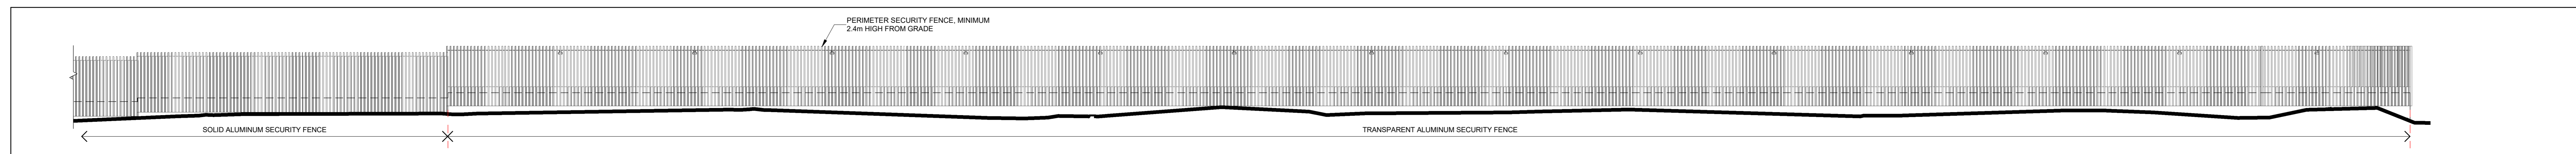 PERIMETER SECURITY FENCE, MINIMUM
2.4m HIGH FROM GRADE
SOLID ALUMINUM SECURITY FENCE
TRANSPARENT ALUMINUM SECURITY FENCE